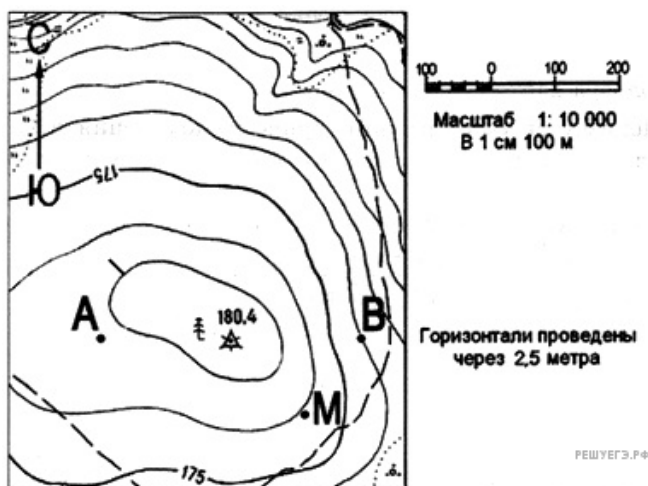 С
Ю
175
А
180.4
В
М
175
100 0 100 200
Масштаб 1: 10 000
В 1 см 100 м
Горизонтали проведены
через 2,5 метра
РЕШУЕГЭ.РФ